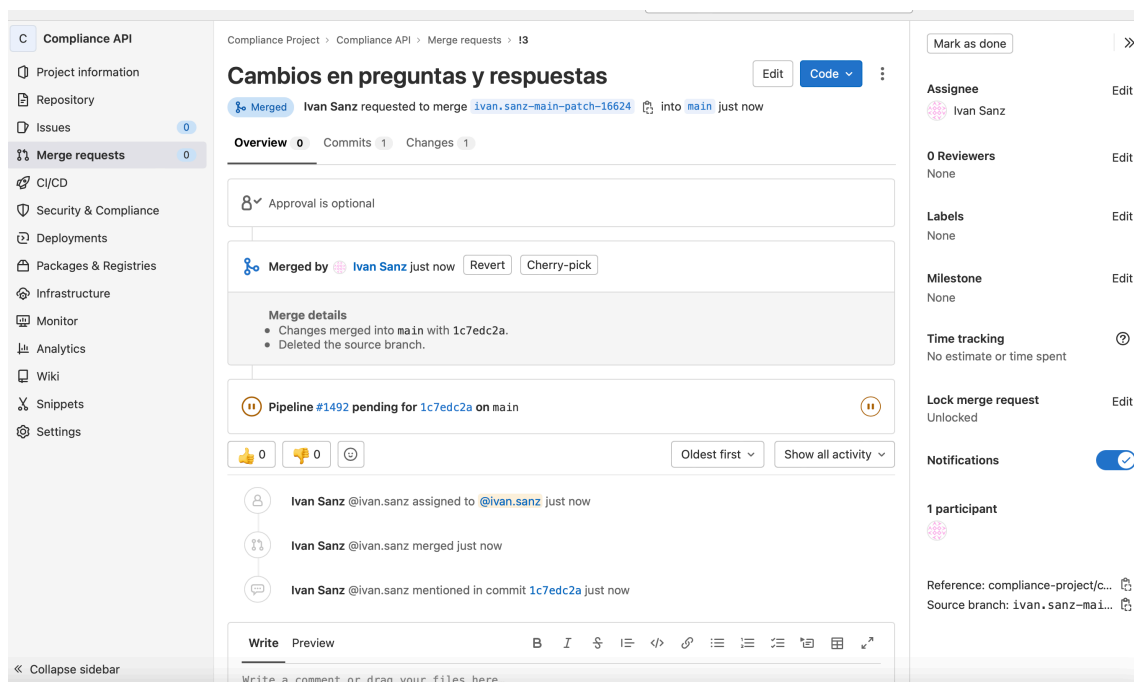 C Compliance API
Project information
Repository
Issues 0
Merge requests 0
CI/CD
Security & Compliance
Deployments
Packages & Registries
Infrastructure
Monitor
Analytics
Wiki
Snippets
Settings
« Collapse sidebar
Compliance Project > Compliance API > Merge requests > !3
Cambios en preguntas y respuestas
Edit
Code
Merged Ivan Sanz requested to merge ivan.sanz-main-patch-16624 into main just now
Overview 0 Commits 1 Changes 1
Approval is optional
Merged by Ivan Sanz just now Revert Cherry-pick
Merge details
• Changes merged into main with 1c7edc2a.
• Deleted the source branch.
Pipeline #1492 pending for 1c7edc2a on main
👍 0 👎 0
Oldest first Show all activity
Ivan Sanz @ivan.sanz assigned to @ivan.sanz just now
Ivan Sanz @ivan.sanz merged just now
Ivan Sanz @ivan.sanz mentioned in commit 1c7edc2a just now
Write Preview
Write a comment or drag your files here
Mark as done
Assignee Edit
Ivan Sanz
0 Reviewers Edit
None
Labels Edit
None
Milestone Edit
None
Time tracking
No estimate or time spent
Lock merge request Edit
Unlocked
Notifications
1 participant
Reference: compliance-project/c...
Source branch: ivan.sanz-mai...